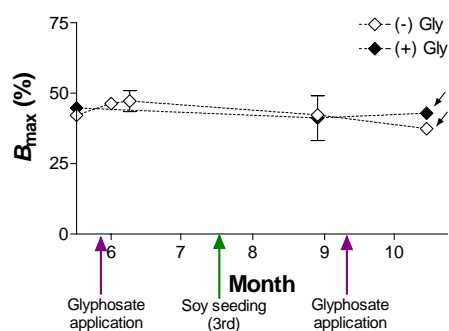 75
(-) Gly
(+) Gly
50
Bmax (%)
25
0
6 7 8 9 10
Month
Glyphosate
application
Soy seeding
(3rd)
Glyphosate
application